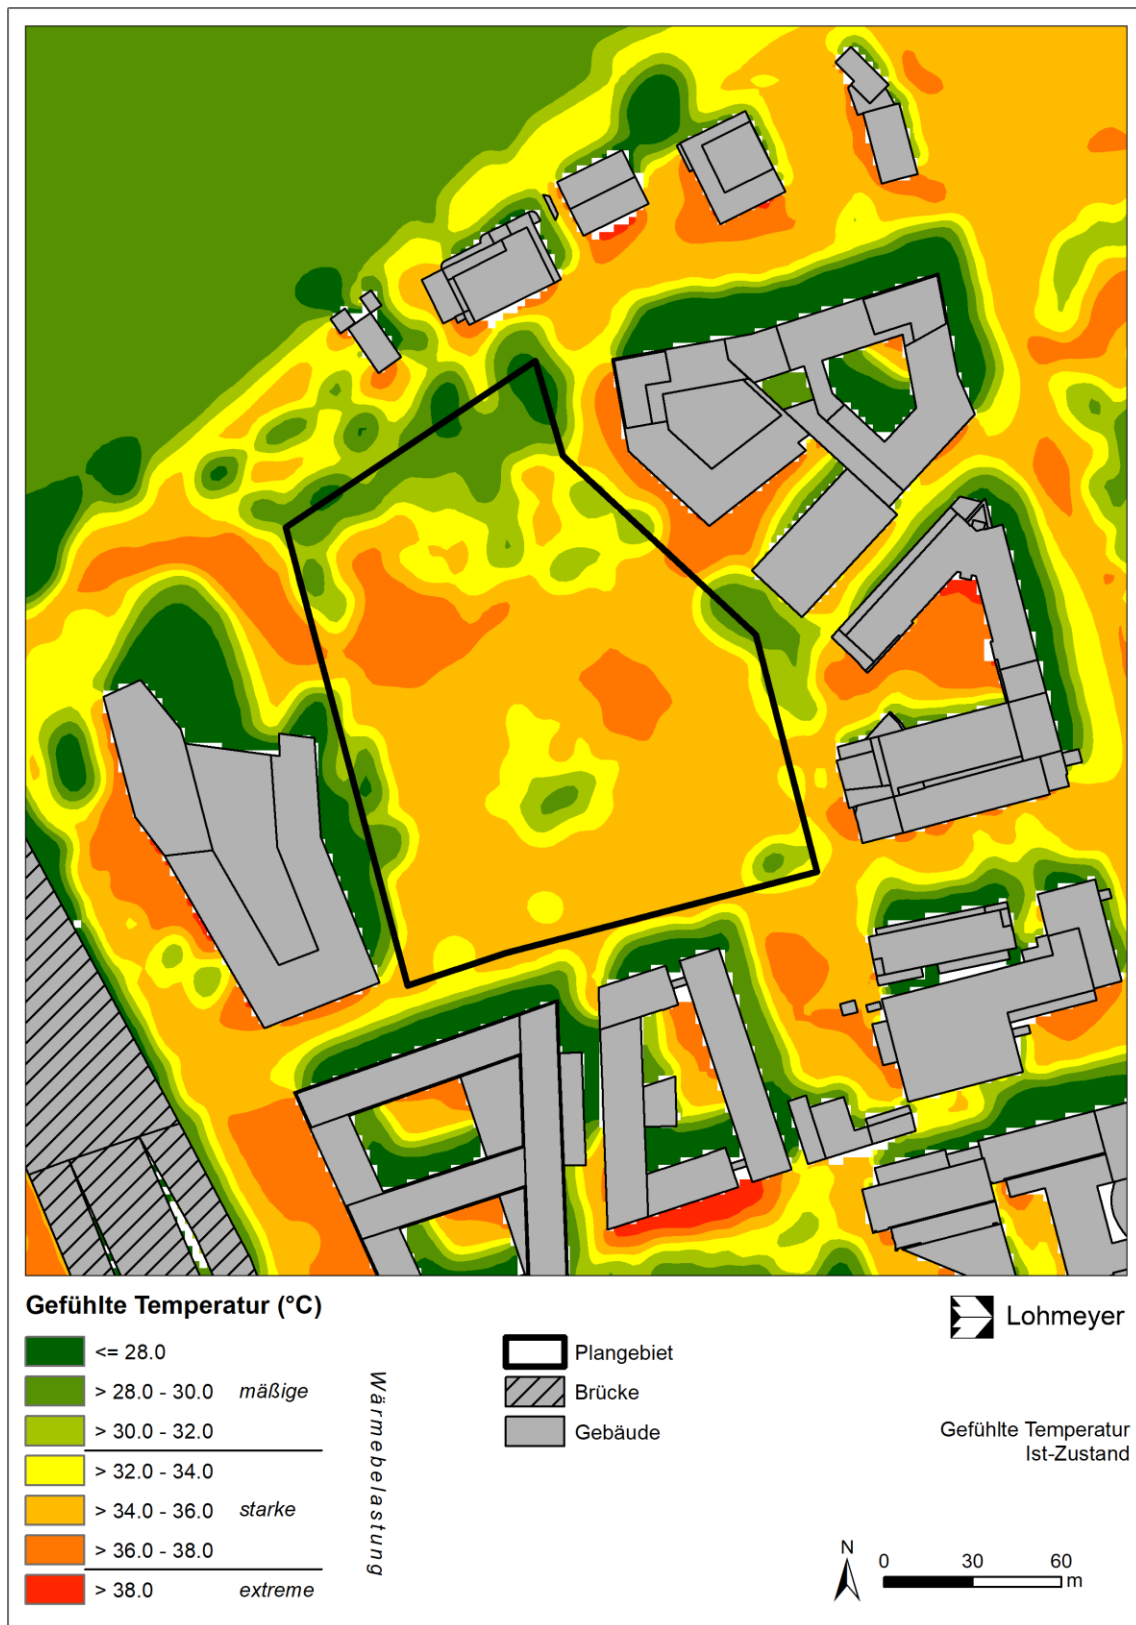 Gefühlte Temperatur (°C)
<= 28.0
> 28.0 - 30.0 mäßige
> 30.0 - 32.0
> 32.0 - 34.0
> 34.0 - 36.0 starke
> 36.0 - 38.0
> 38.0 extreme
Wärmebelastung
Plangebiet
Brücke
Gebäude
Lohmeyer
Gefühlte Temperatur
Ist-Zustand
N
0 30 60
m